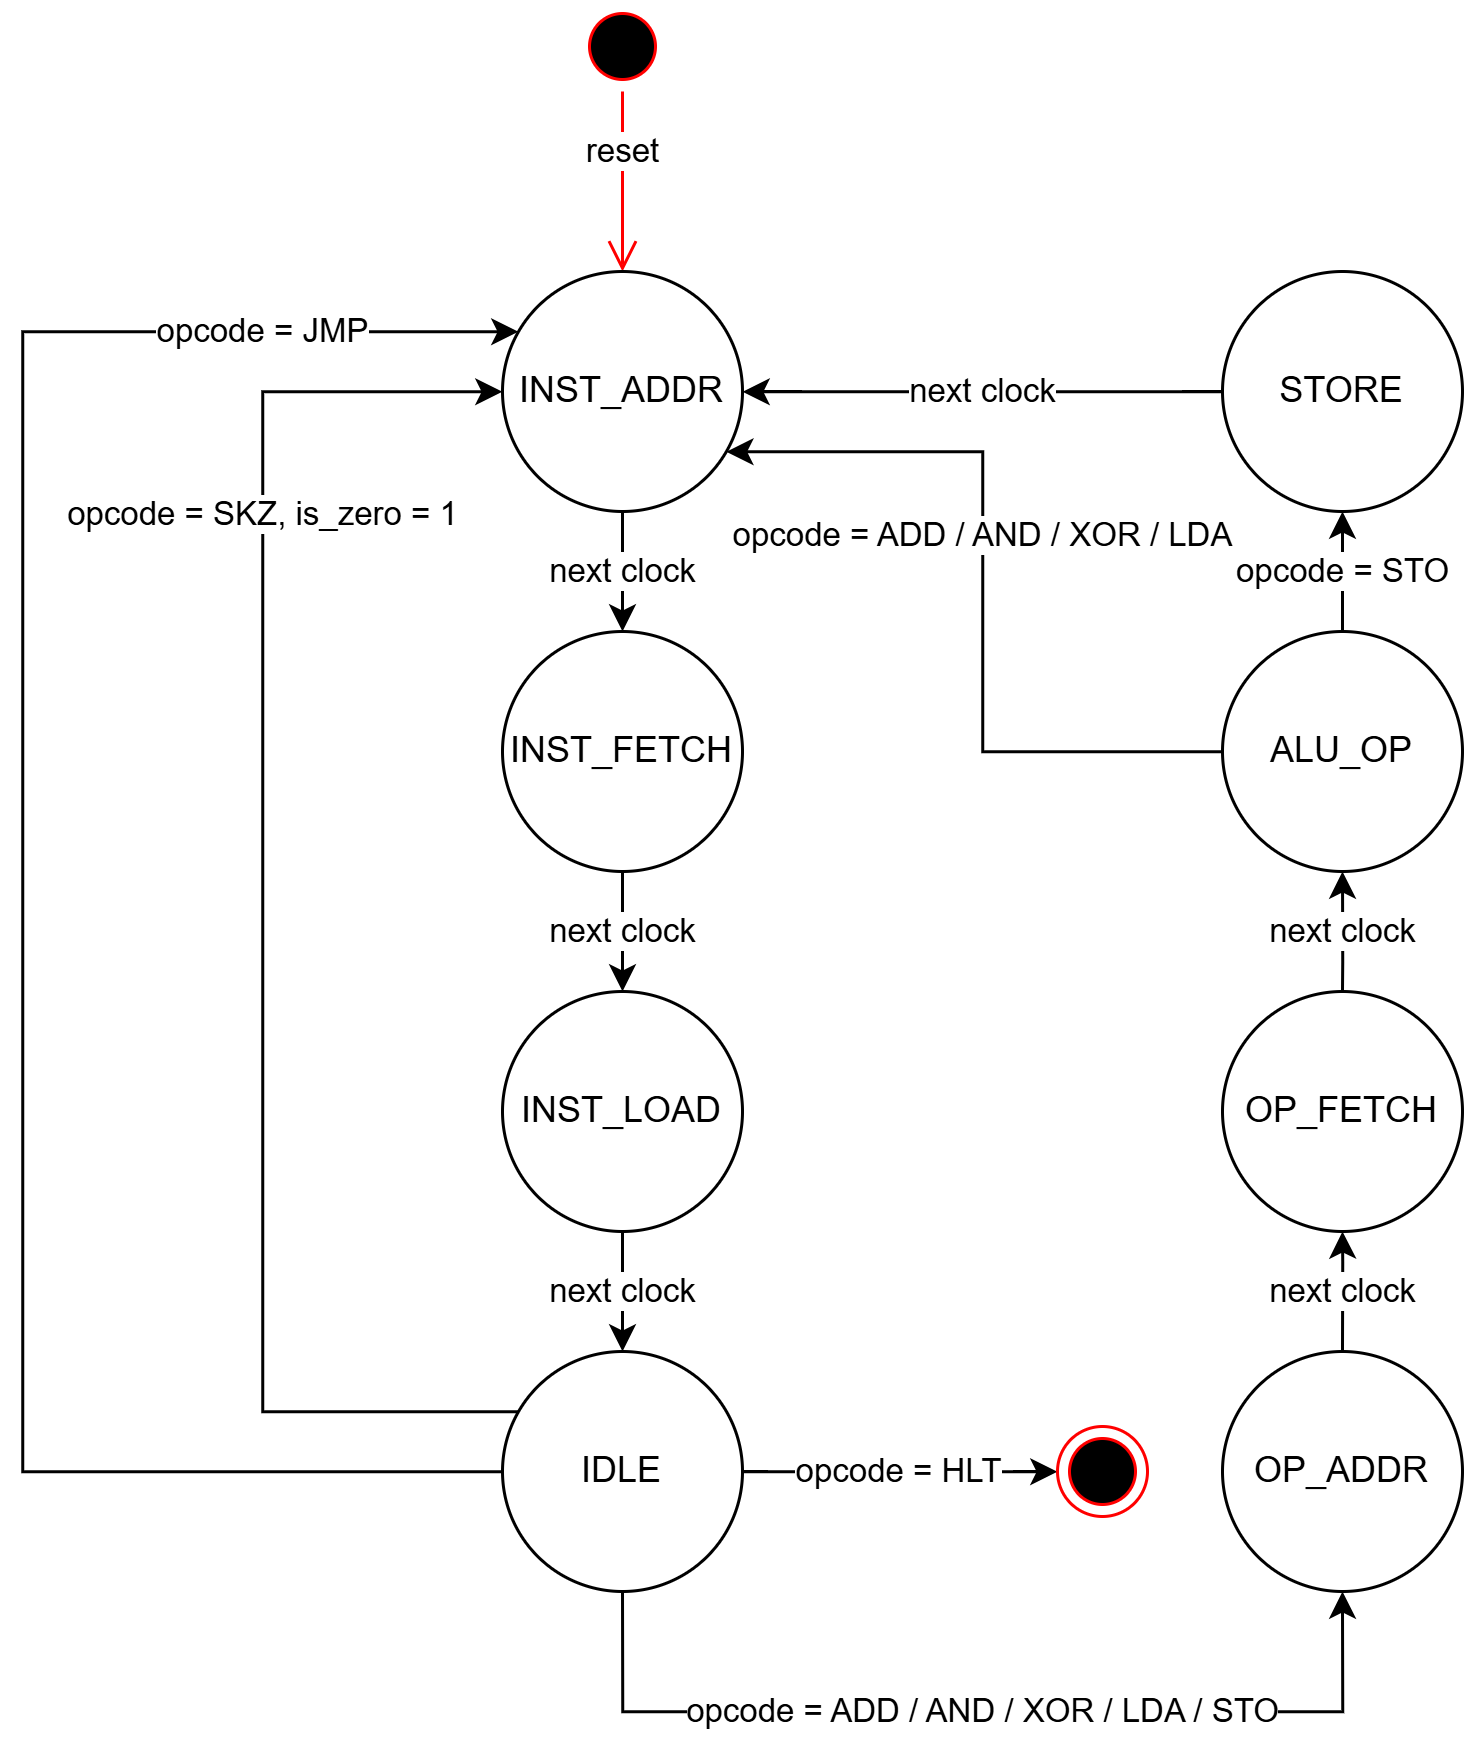 reset
opcode = JMP
INST_ADDR
next clock
STORE
opcode = SKZ, is_zero = 1
opcode = ADD / AND / XOR / LDA
next clock
opcode = STO
INST_FETCH
ALU_OP
next clock
next clock
INST_LOAD
OP_FETCH
next clock
next clock
IDLE
opcode = HLT
OP_ADDR
opcode = ADD / AND / XOR / LDA / STO